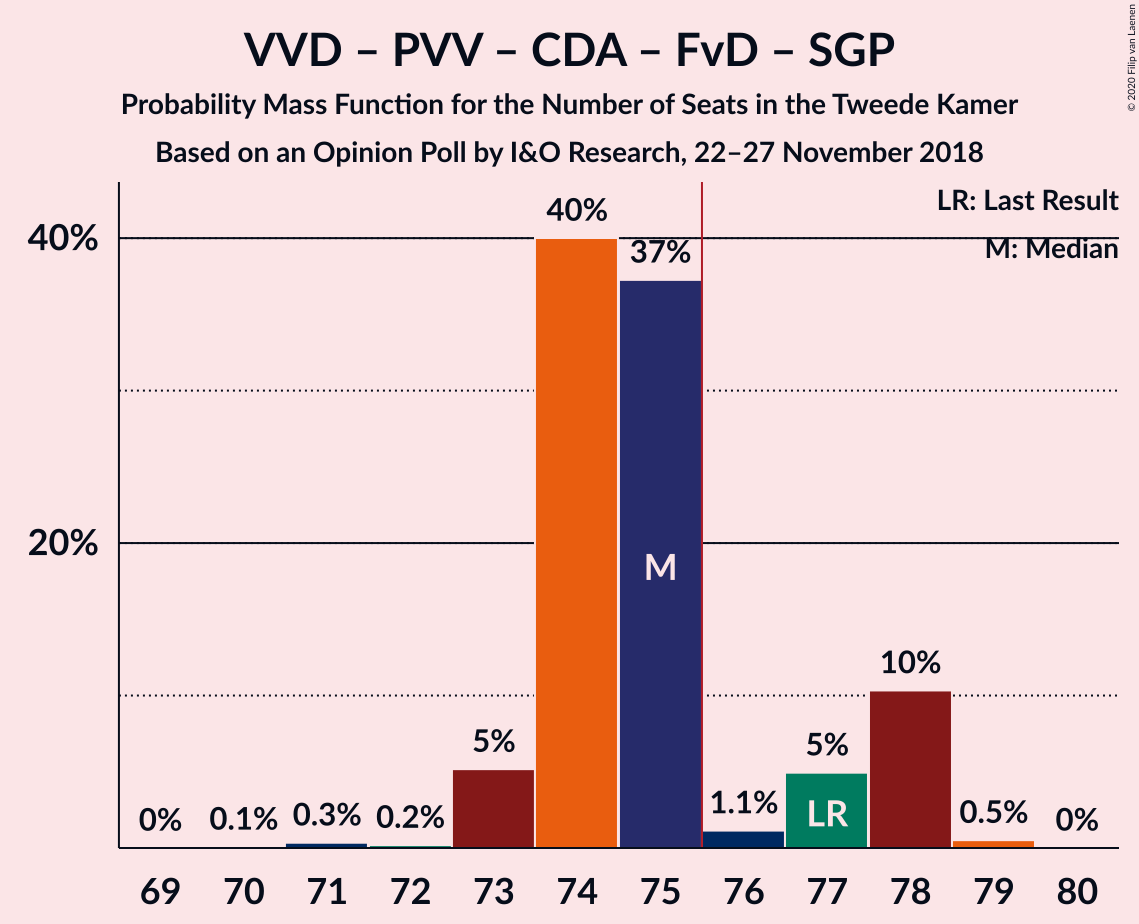 VVD – PVV – CDA – FvD – SGP
Probability Mass Function for the Number of Seats in the Tweede Kamer
Based on an Opinion Poll by I&O Research, 22–27 November 2018
© 2020 Filip van Laenen
LR: Last Result
M: Median
40%
20%
0%
0.1%
0.3%
0.2%
5%
40%
37%
1.1%
5%
10%
0.5%
0%
M
LR
69 70 71 72 73 74 75 76 77 78 79 80